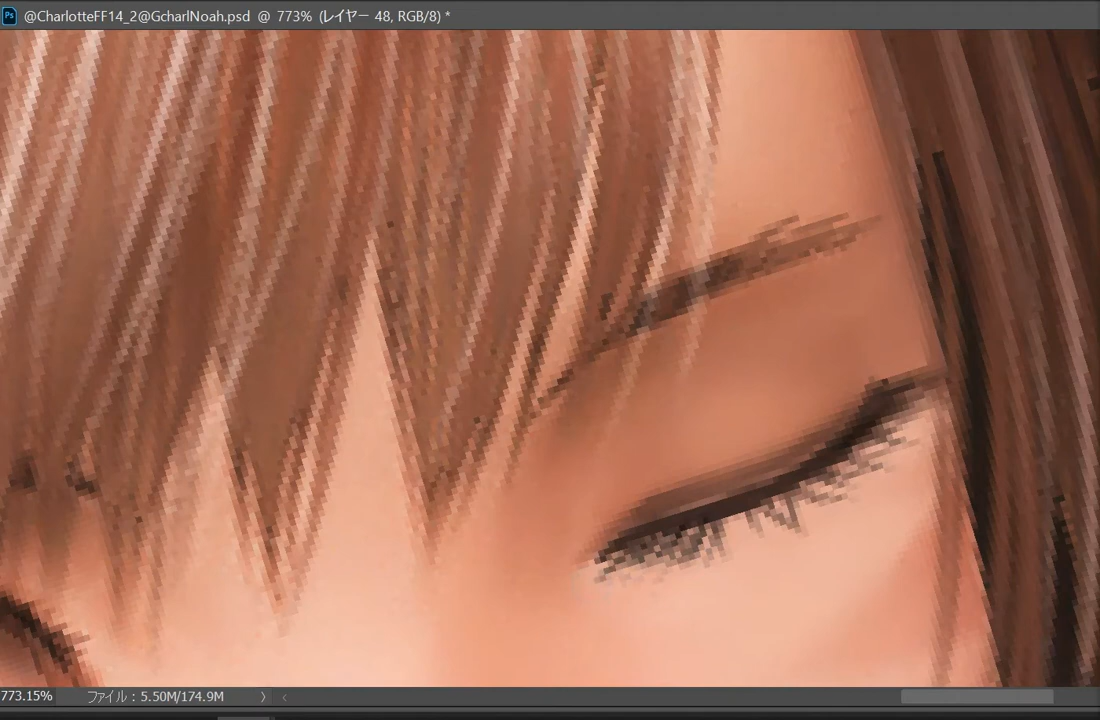 Ps @CharlotteFF14_2@GcharlNoah.psd @ 773% (レイヤー 48, RGB/8) *
773.15% ファイル : 5.50M/174.9M